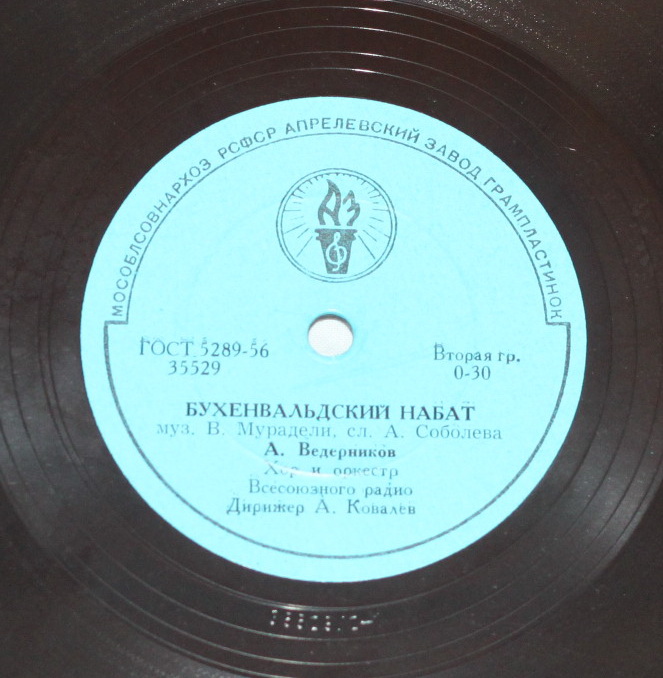 МОСОБЛСОВНАРХОЗ РСФСР АПРЕЛЕВСКИЙ ЗАВОД ГРАМПЛАСТИНОК
АЗ
ГОСТ 5289-56
35529
Вторая гр.
0-30
БУХЕНВАЛЬДСКИЙ НАБАТ
муз. В. Мурадели, сл. А. Соболева
А. Ведерников
Хор и оркестр
Всесоюзного радио
Дирижер А. Ковалев